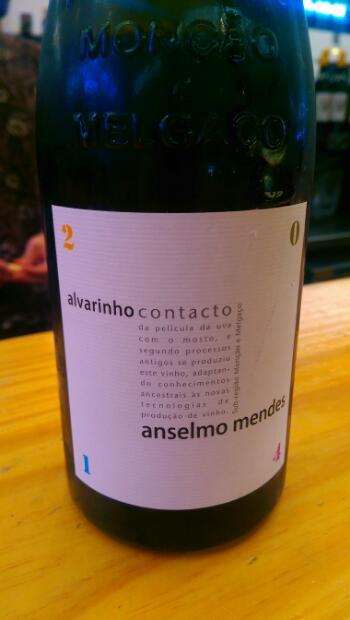 MONÇÃO
e
MELGAÇO
2 0
alvarinho contacto
da película da uva
com o mosto, e
segundo processos
antigos se produziu
este vinho, adaptan-
do conhecimentos
ancestrais às novas
tecnologias de
produção de vinho.
Sub-região Monção e Melgaço
anselmo mendes
1 4